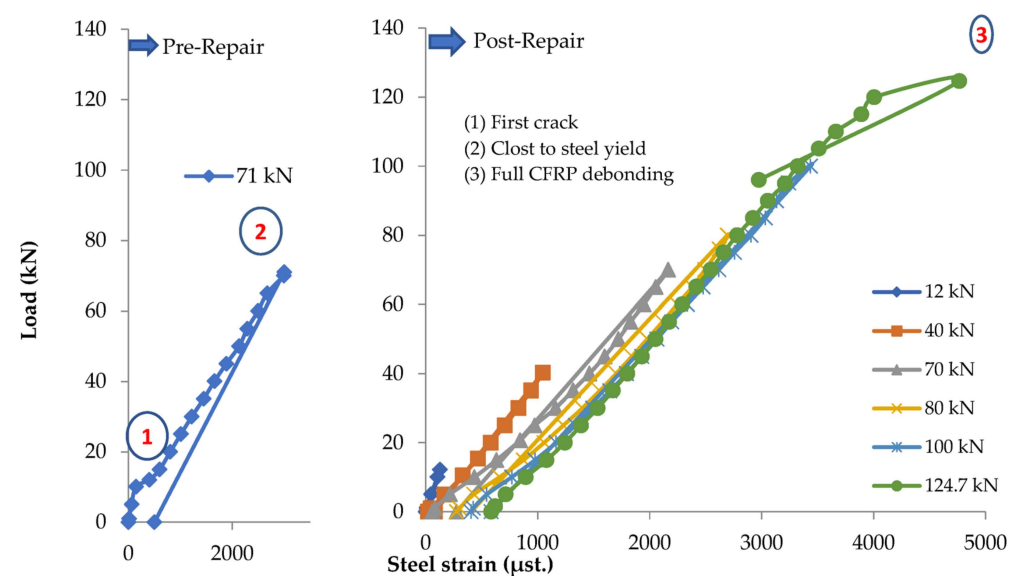 Pre-Repair
71 kN
1
2
140
120
100
80
60
40
20
0
0
2000
Load (kN)
Post-Repair
(1) First crack
(2) Clost to steel yield
(3) Full CFRP debonding
3
140
120
100
80
60
40
20
0
0
1000
2000
3000
4000
5000
12 kN
40 kN
70 kN
80 kN
100 kN
124.7 kN
Steel strain (µst.)